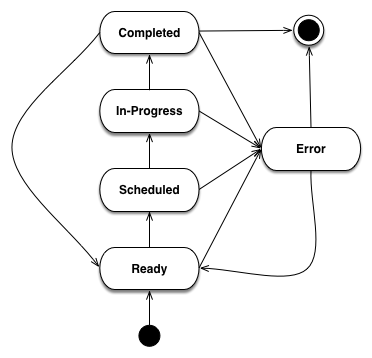 Completed
In-Progress
Error
Scheduled
Ready